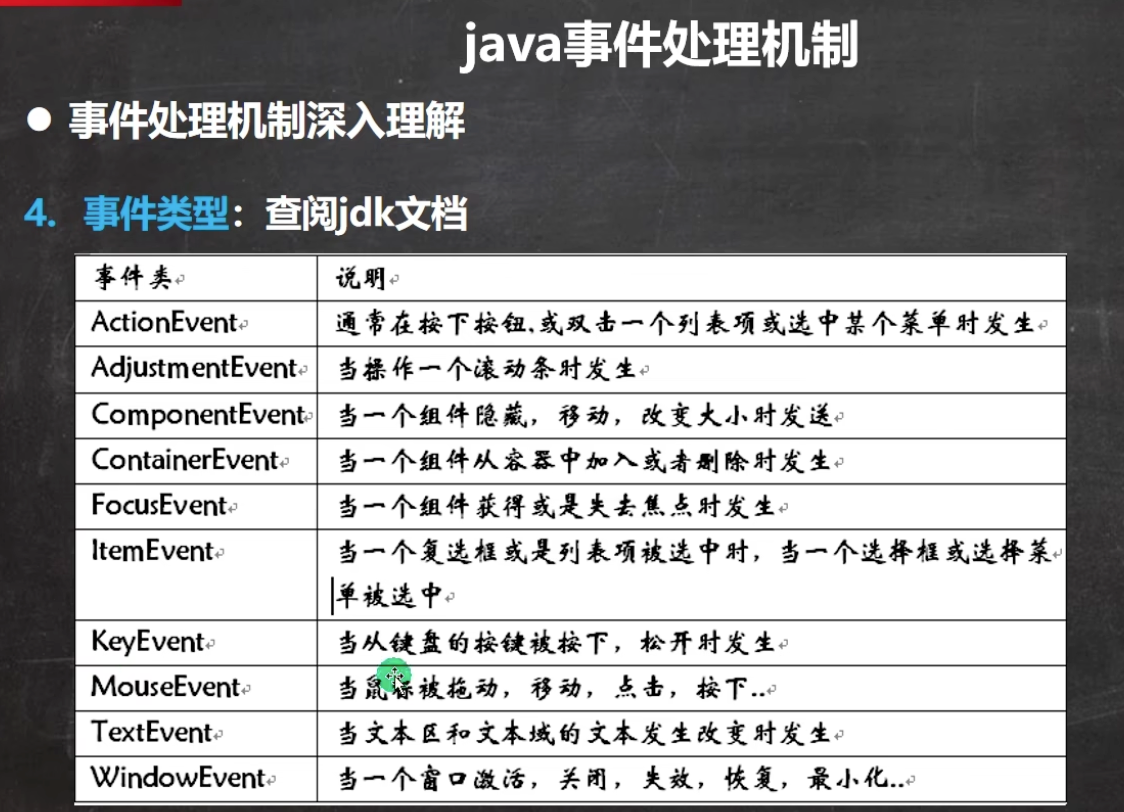 java事件处理机制
事件处理机制深入理解
4. 事件类型：查阅jdk文档
事件类 说明
ActionEvent 通常在按下按钮,或双击一个列表项或选中某个菜单时发生
AdjustmentEvent 当操作一个滚动条时发生
ComponentEvent 当一个组件隐藏，移动，改变大小时发送
ContainerEvent 当一个组件从容器中加入或者删除时发生
FocusEvent 当一个组件获得或是失去焦点时发生
ItemEvent 当一个复选框或是列表项被选中时，当一个选择框或选择菜
单被选中
KeyEvent 当从键盘的按键被按下，松开时发生
MouseEvent 当鼠标被拖动，移动，点击，按下..
TextEvent 当文本区和文本域的文本发生改变时发生
WindowEvent 当一个窗口激活，关闭，失效，恢复，最小化..